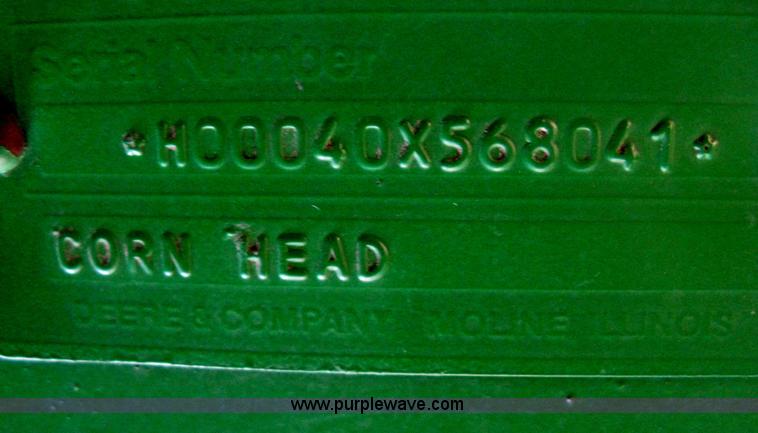 Serial Number
*H00040X568041*
CORN HEAD
DEERE & COMPANY MOLINE ILLINOIS
www.purplewave.com